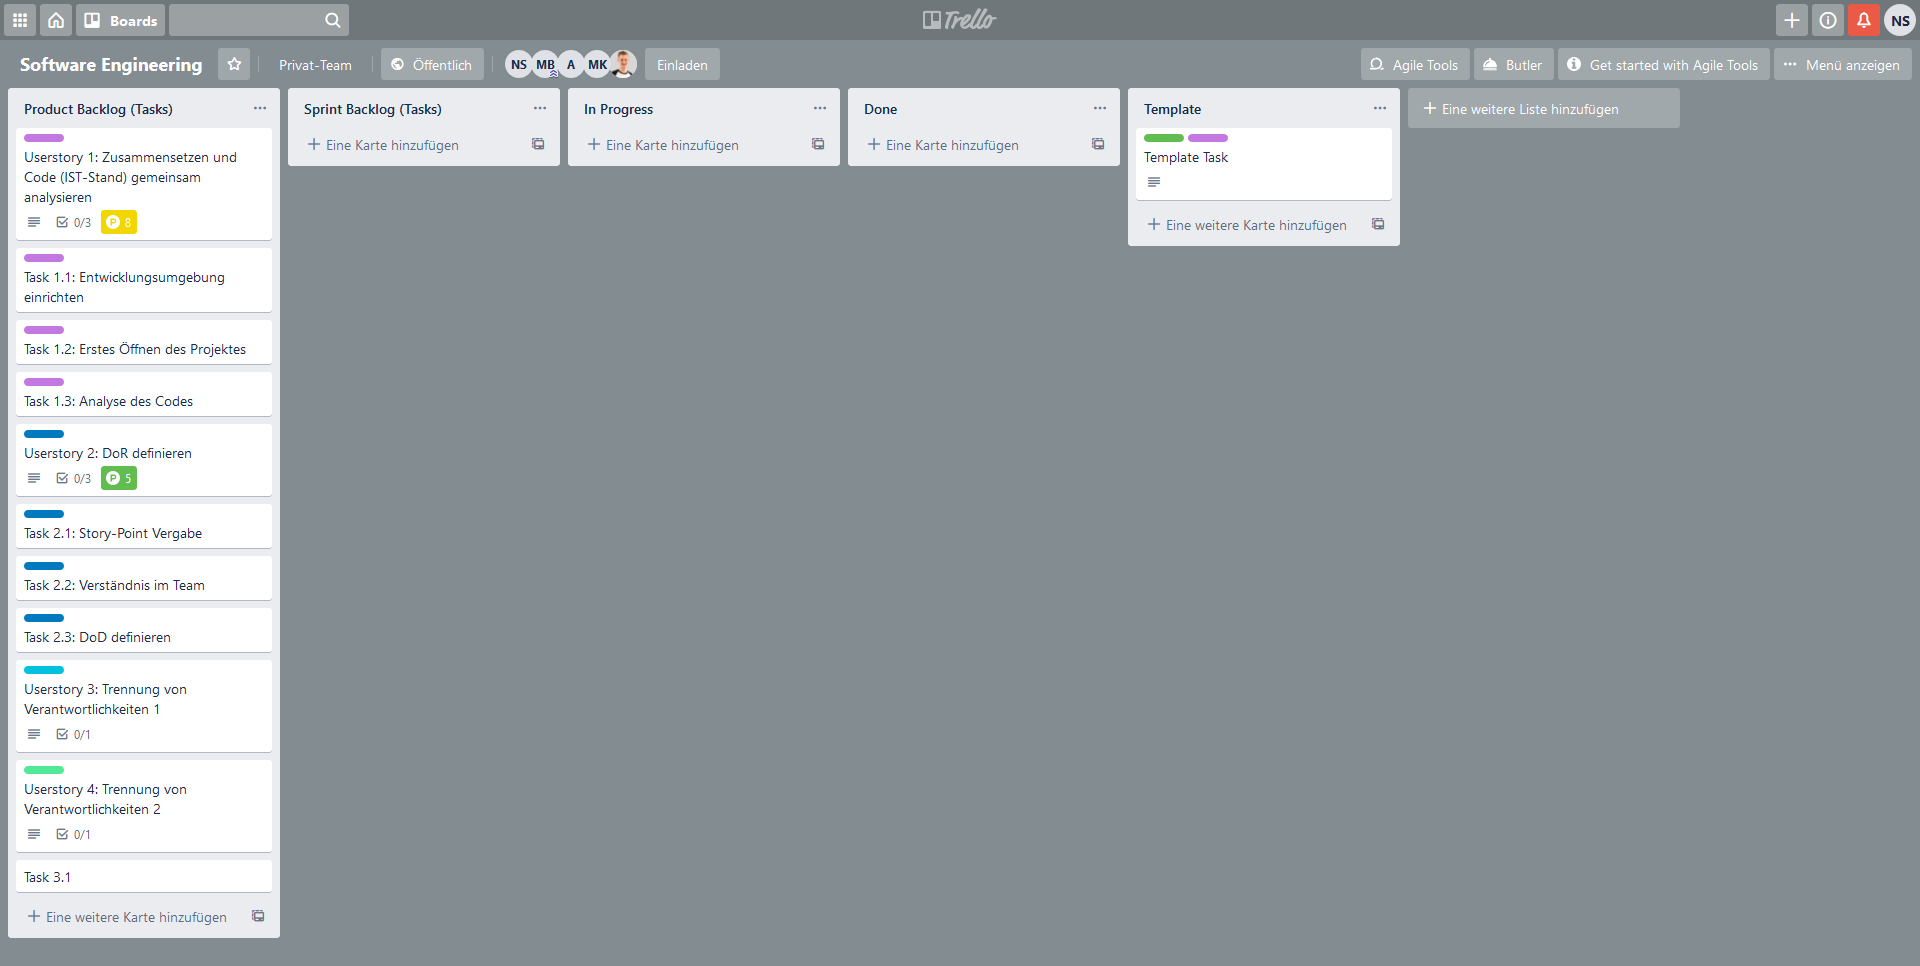 Boards
Trello
NS
Software Engineering
Privat-Team
Öffentlich
NS MB A MK
Einladen
Agile Tools
Butler
Get started with Agile Tools
Menü anzeigen
Product Backlog (Tasks)
Userstory 1: Zusammensetzen und
Code (IST-Stand) gemeinsam
analysieren
0/3 P 8
Task 1.1: Entwicklungsumgebung
einrichten
Task 1.2: Erstes Öffnen des Projektes
Task 1.3: Analyse des Codes
Userstory 2: DoR definieren
0/3 P 5
Task 2.1: Story-Point Vergabe
Task 2.2: Verständnis im Team
Task 2.3: DoD definieren
Userstory 3: Trennung von
Verantwortlichkeiten 1
0/1
Userstory 4: Trennung von
Verantwortlichkeiten 2
0/1
Task 3.1
Eine weitere Karte hinzufügen
Sprint Backlog (Tasks)
Eine Karte hinzufügen
In Progress
Eine Karte hinzufügen
Done
Eine Karte hinzufügen
Template
Template Task
Eine weitere Karte hinzufügen
Eine weitere Liste hinzufügen